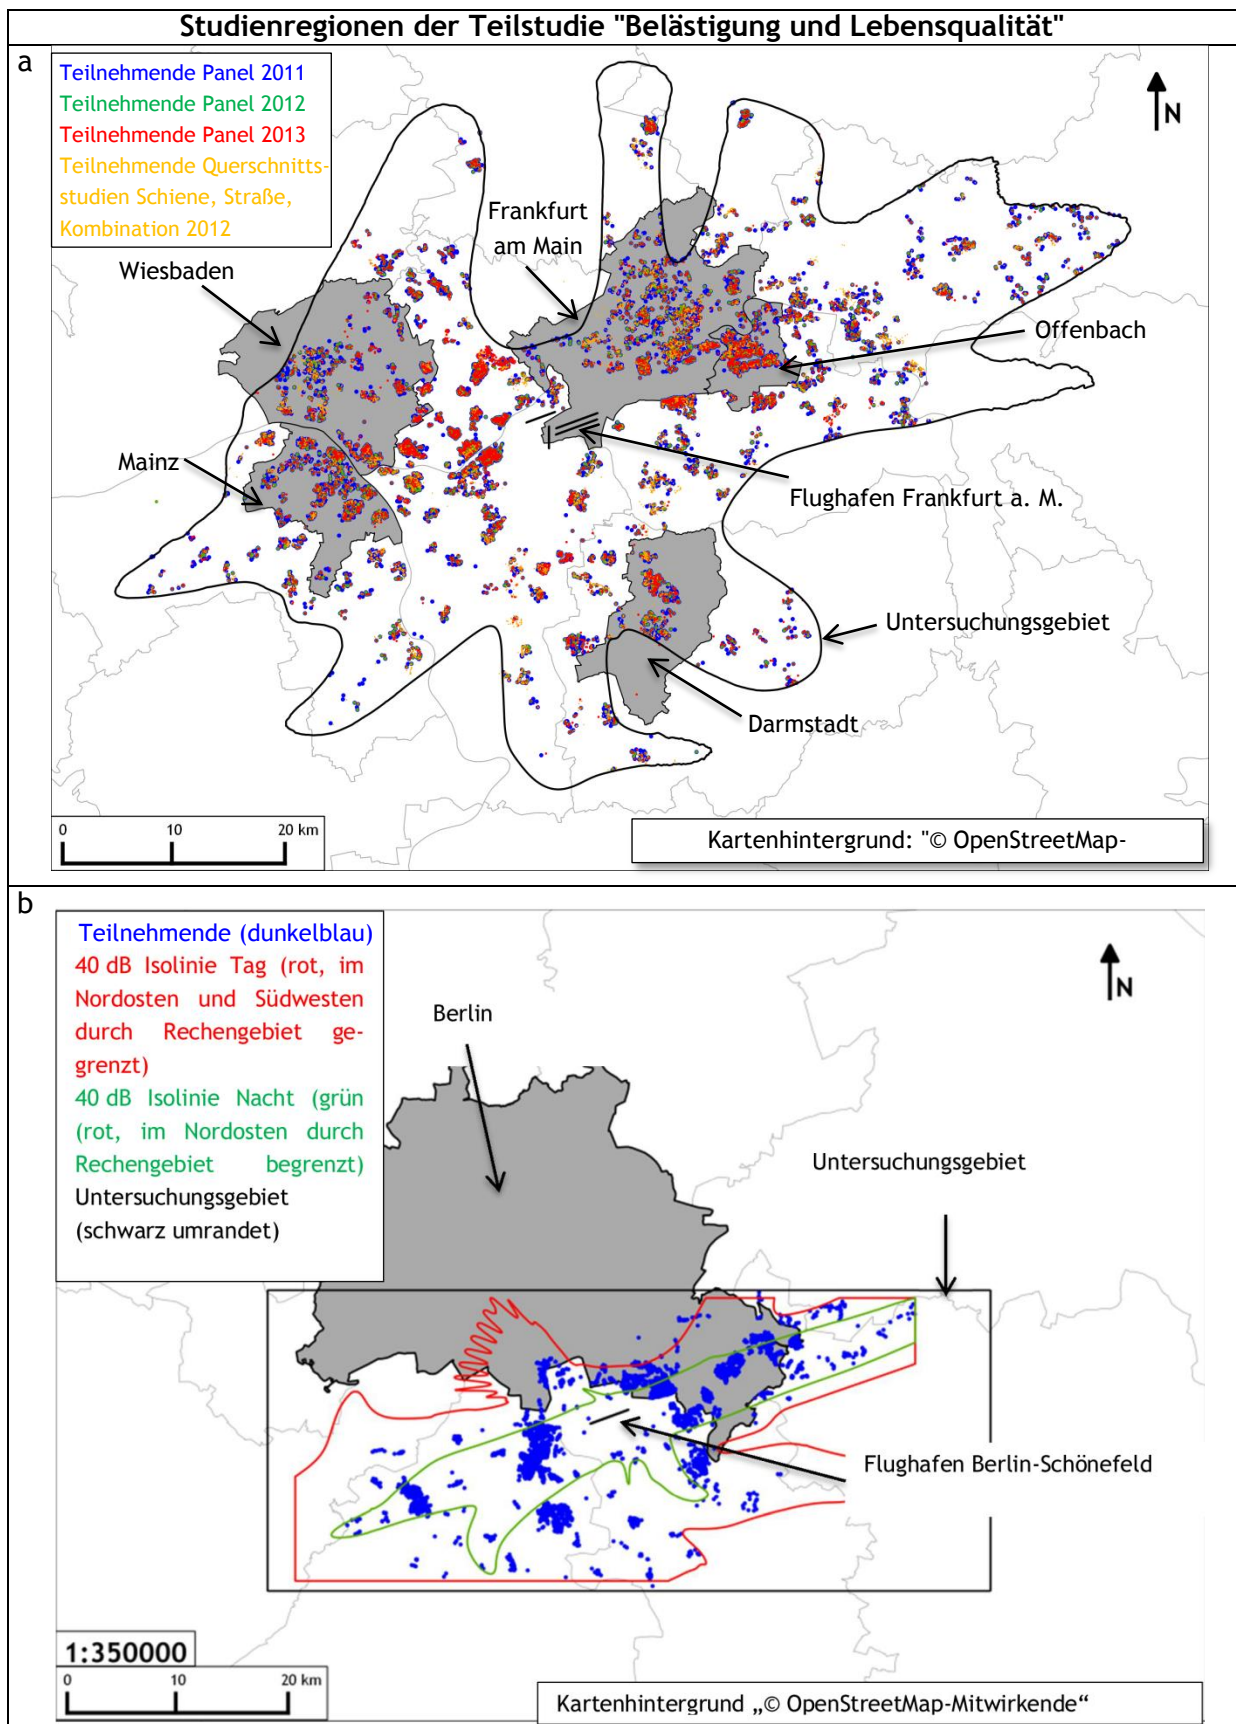 Studienregionen der Teilstudie "Belästigung und Lebensqualität"
a
Teilnehmende Panel 2011
Teilnehmende Panel 2012
Teilnehmende Panel 2013
Teilnehmende Querschnitts-
studien Schiene, Straße,
Kombination 2012
N
Frankfurt
am Main
Wiesbaden
Offenbach
Mainz
Flughafen Frankfurt a. M.
Untersuchungsgebiet
Darmstadt
0 10 20 km
Kartenhintergrund: "© OpenStreetMap-
b
Teilnehmende (dunkelblau)
40 dB Isolinie Tag (rot, im
Nordosten und Südwesten
durch Rechengebiet ge-
grenzt)
40 dB Isolinie Nacht (grün
(rot, im Nordosten durch
Rechengebiet begrenzt)
Untersuchungsgebiet
(schwarz umrandet)
N
Berlin
Untersuchungsgebiet
Flughafen Berlin-Schönefeld
1:350000
0 10 20 km
Kartenhintergrund „© OpenStreetMap-Mitwirkende“